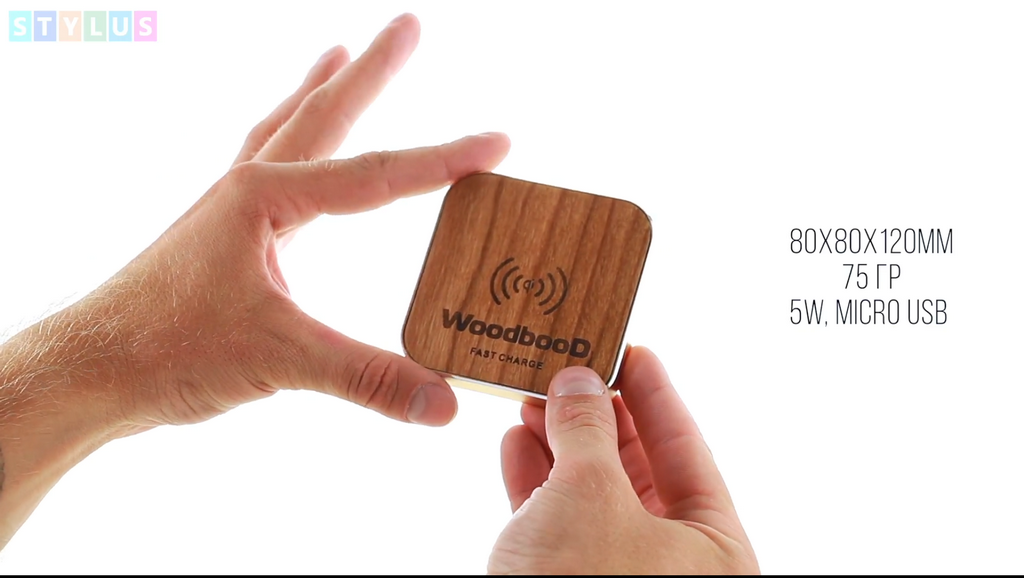 STYLUS
80X80X120MM
75 ГР
5W, MICRO USB
WoodbooD
FAST CHARGE